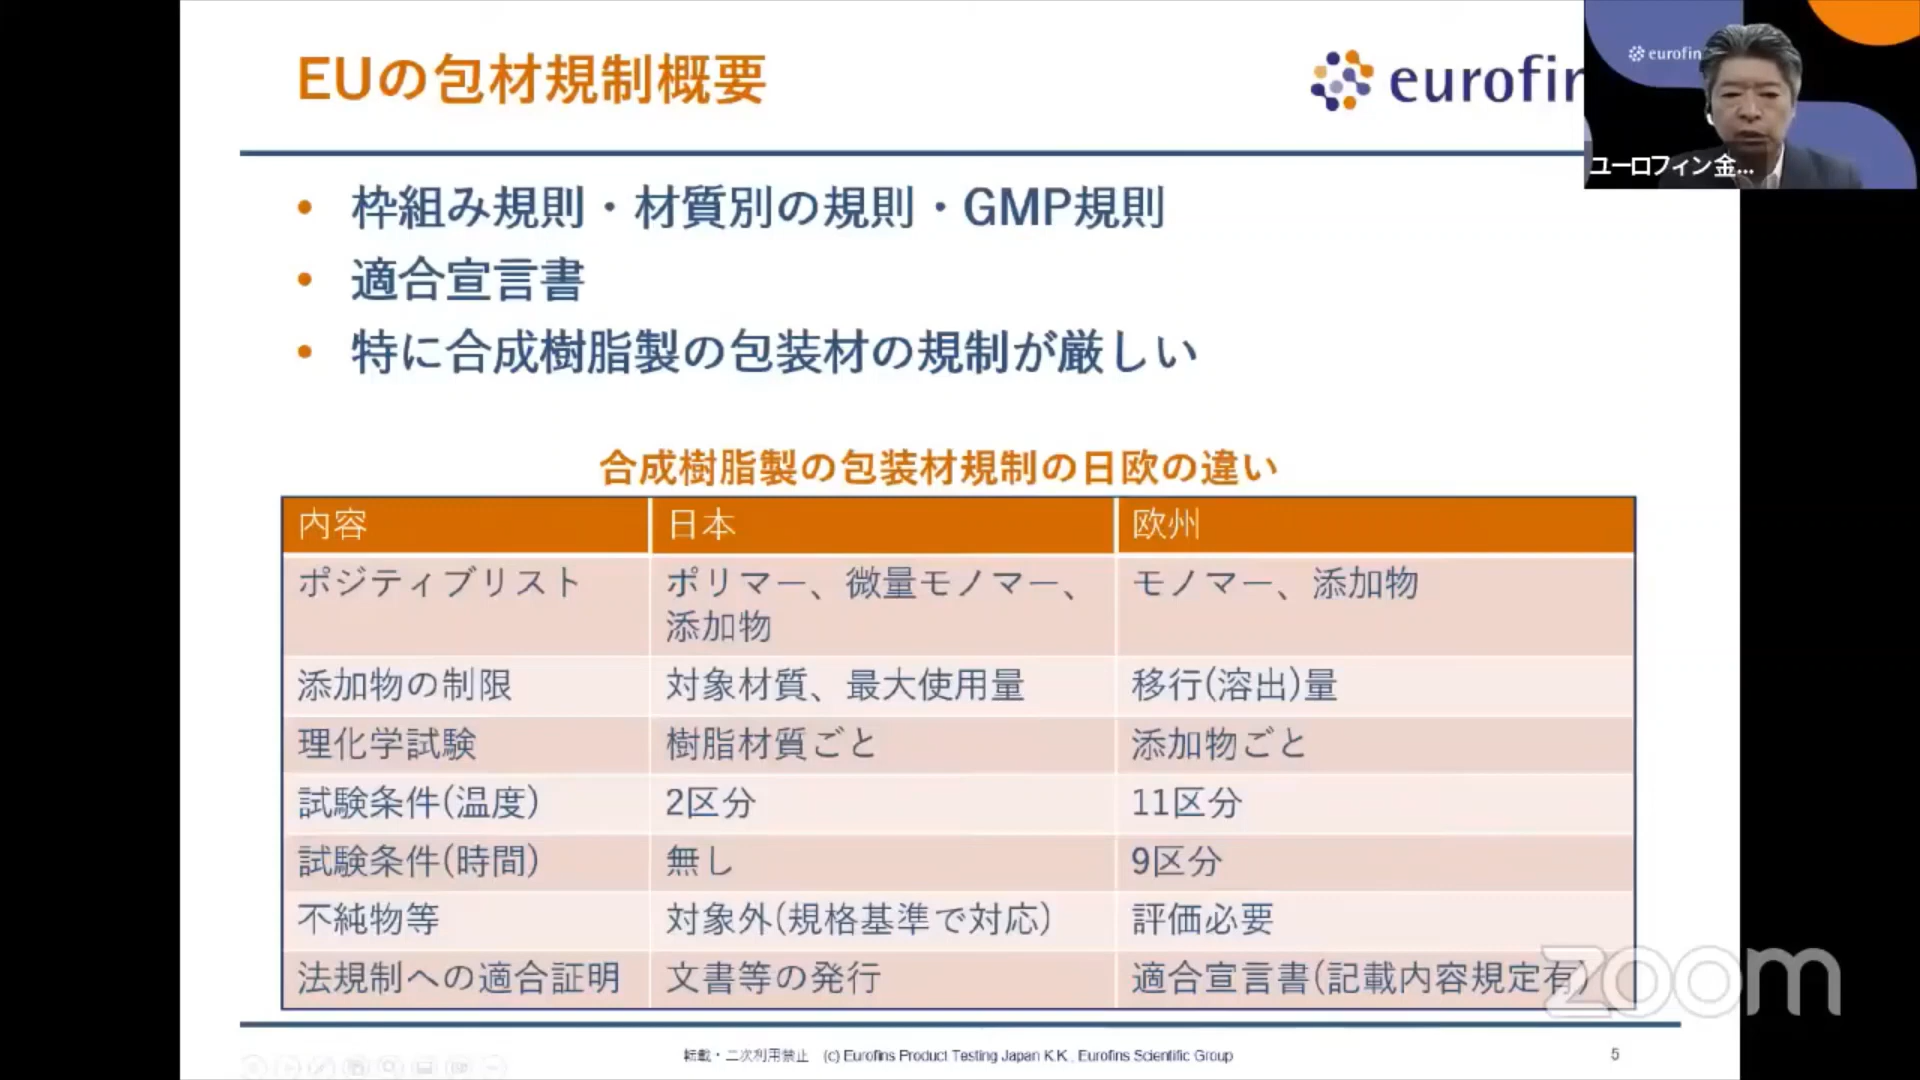 EUの包材規制概要
eurofin
eurofin
ユーロフィン金...
• 枠組み規則・材質別の規則・GMP規則
• 適合宣言書
• 特に合成樹脂製の包装材の規制が厳しい
合成樹脂製の包装材規制の日欧の違い
内容 日本 欧州
ポジティブリスト ポリマー、微量モノマー、 モノマー、添加物
添加物
添加物の制限 対象材質、最大使用量 移行(溶出)量
理化学試験 樹脂材質ごと 添加物ごと
試験条件(温度) 2区分 11区分
試験条件(時間) 無し 9区分
不純物等 対象外(規格基準で対応) 評価必要
法規制への適合証明 文書等の発行 適合宣言書(記載内容規定有)
zoom
転載・二次利用禁止 (c) Eurofins Product Testing Japan K.K., Eurofins Scientific Group
5